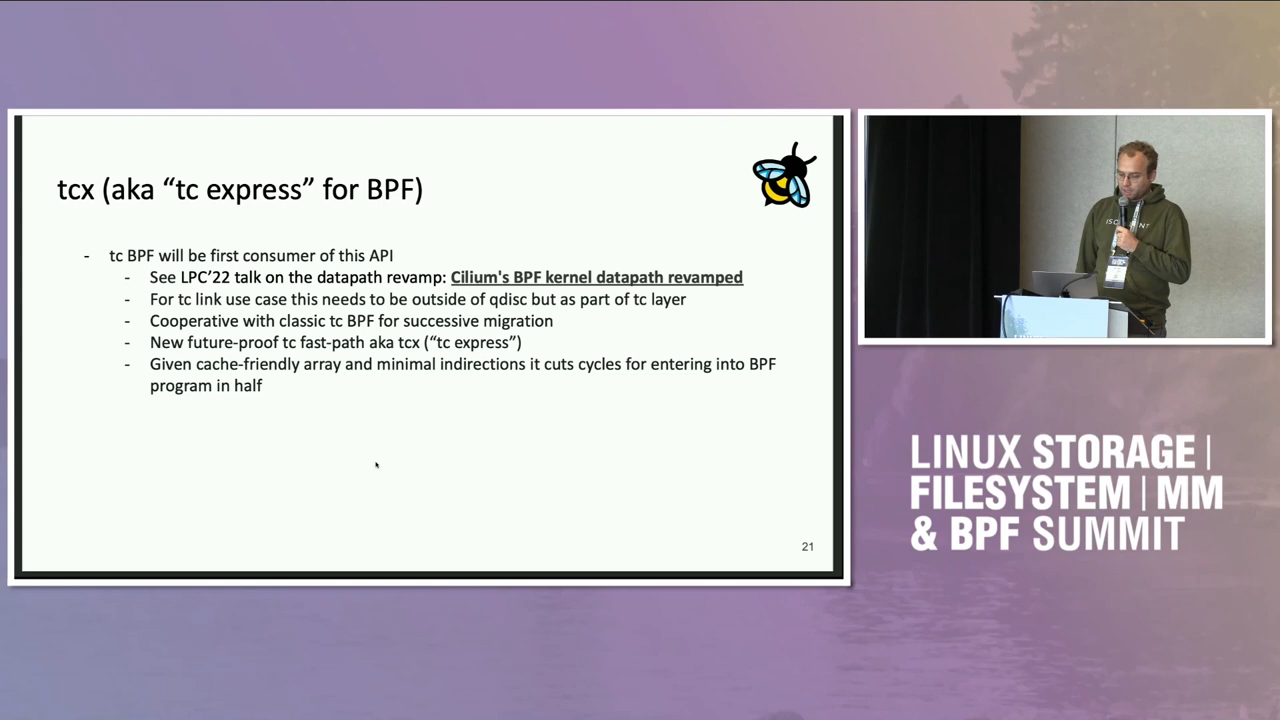 tcx (aka “tc express” for BPF)
- tc BPF will be first consumer of this API
- See LPC’22 talk on the datapath revamp: Cilium's BPF kernel datapath revamped
- For tc link use case this needs to be outside of qdisc but as part of tc layer
- Cooperative with classic tc BPF for successive migration
- New future-proof tc fast-path aka tcx (“tc express”)
- Given cache-friendly array and minimal indirections it cuts cycles for entering into BPF
program in half
21
LINUX STORAGE |
FILESYSTEM | MM
& BPF SUMMIT